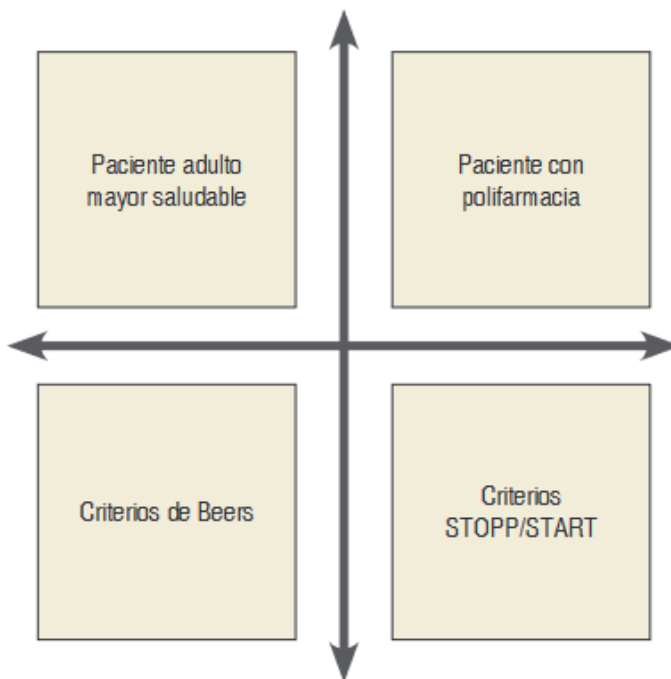 Paciente adulto
mayor saludable
Paciente con
polifarmacia
Criterios de Beers
Criterios
STOPP/START